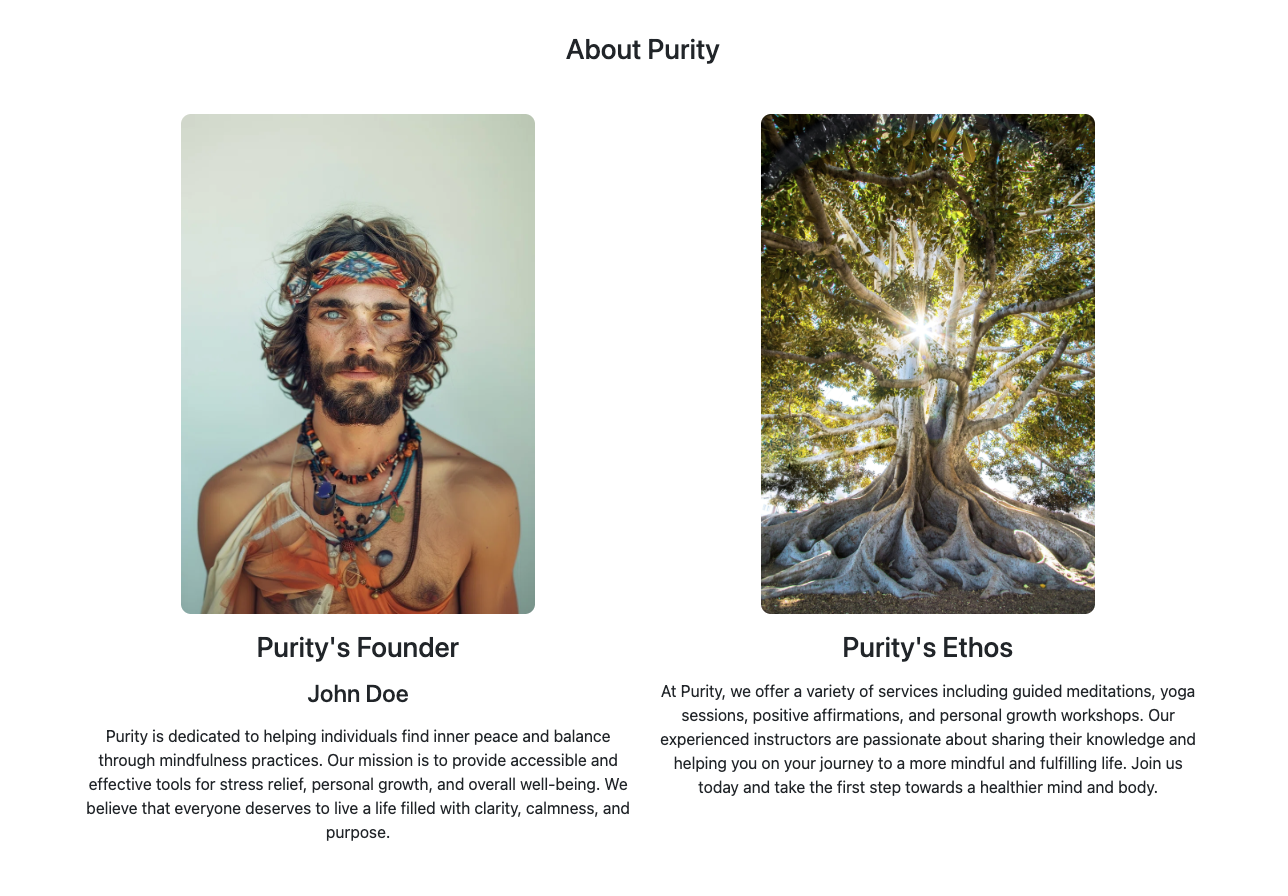 About Purity
Purity's Founder
John Doe
Purity is dedicated to helping individuals find inner peace and balance
through mindfulness practices. Our mission is to provide accessible and
effective tools for stress relief, personal growth, and overall well-being. We
believe that everyone deserves to live a life filled with clarity, calmness, and
purpose.
Purity's Ethos
At Purity, we offer a variety of services including guided meditations, yoga
sessions, positive affirmations, and personal growth workshops. Our
experienced instructors are passionate about sharing their knowledge and
helping you on your journey to a more mindful and fulfilling life. Join us
today and take the first step towards a healthier mind and body.